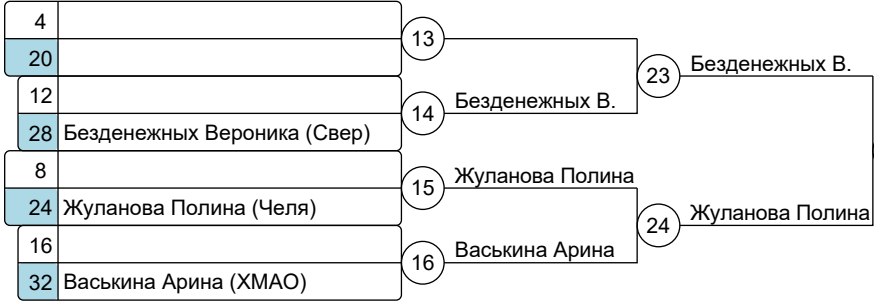 4
20
13
12
28 Безденежных Вероника (Свер)
14
Безденежных В.
23
Безденежных В.
8
24 Жуланова Полина (Челя)
15
Жуланова Полина
16
32 Васькина Арина (ХМАО)
16
Васькина Арина
24
Жуланова Полина